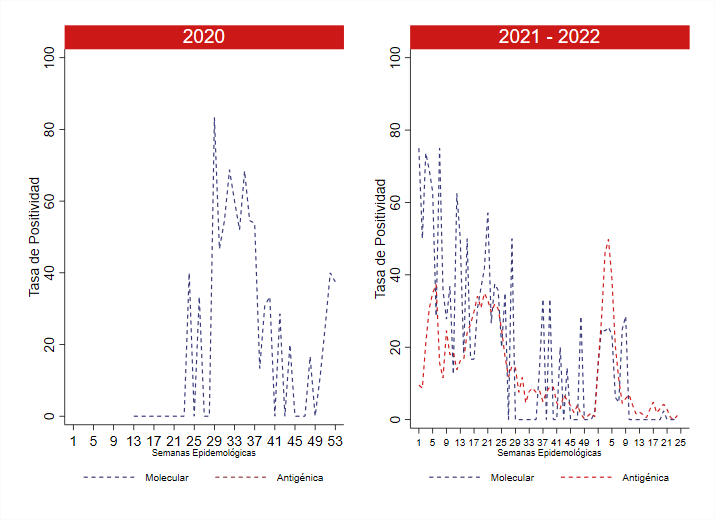 2020
Tasa de Positividad
100
80
60
40
20
0
1 5 9 13 17 21 25 29 33 37 41 45 49 53
Semanas Epidemológicas
Molecular Antigénica
2021 - 2022
Tasa de Positividad
100
80
60
40
20
0
1 5 9 13 17 21 25 29 33 37 41 45 49 1 5 9 13 17 21 25
Semanas Epidemológicas
Molecular Antigénica